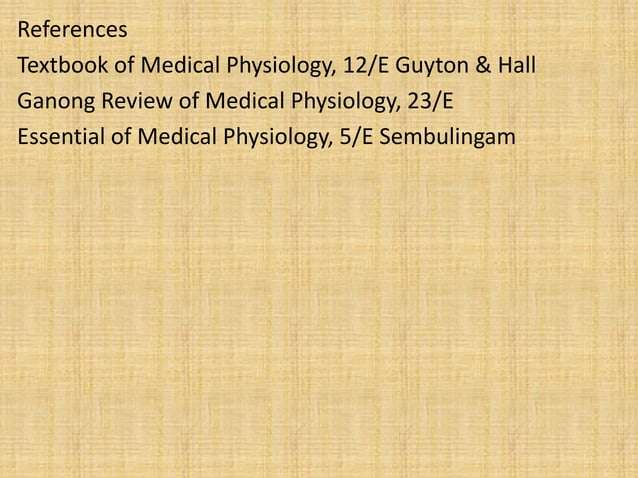 References
Textbook of Medical Physiology, 12/E Guyton & Hall
Ganong Review of Medical Physiology, 23/E
Essential of Medical Physiology, 5/E Sembulingam